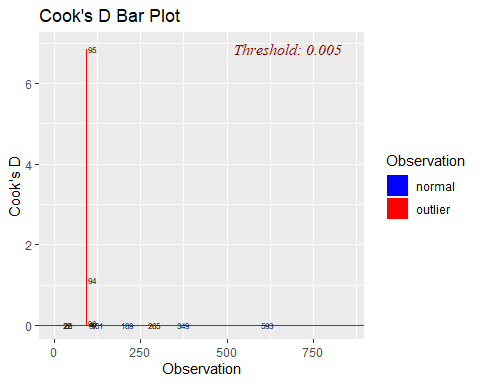 Cook's D Bar Plot
Threshold: 0.005
95
6
Cook's D
4
2
94
0
189
265
349
593
0
250
500
750
Observation
Observation
normal
outlier